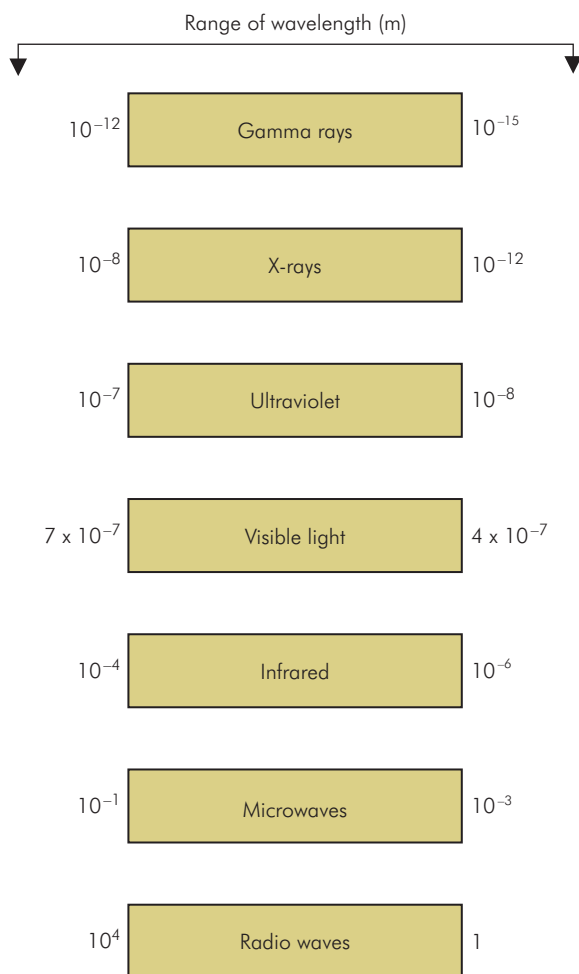 Range of wavelength (m)
10⁻¹² Gamma rays 10⁻¹⁵
10⁻⁸ X-rays 10⁻¹²
10⁻⁷ Ultraviolet 10⁻⁸
7 x 10⁻⁷ Visible light 4 x 10⁻⁷
10⁻⁴ Infrared 10⁻⁶
10⁻¹ Microwaves 10⁻³
10⁴ Radio waves 1